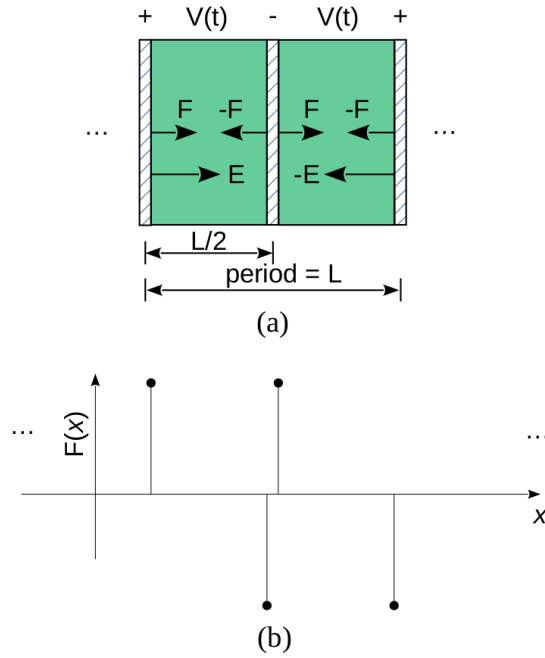 + V(t) - V(t) +
F -F F -F
... ...
E -E
L/2
period = L
(a)
F(x)
... ...
x
(b)